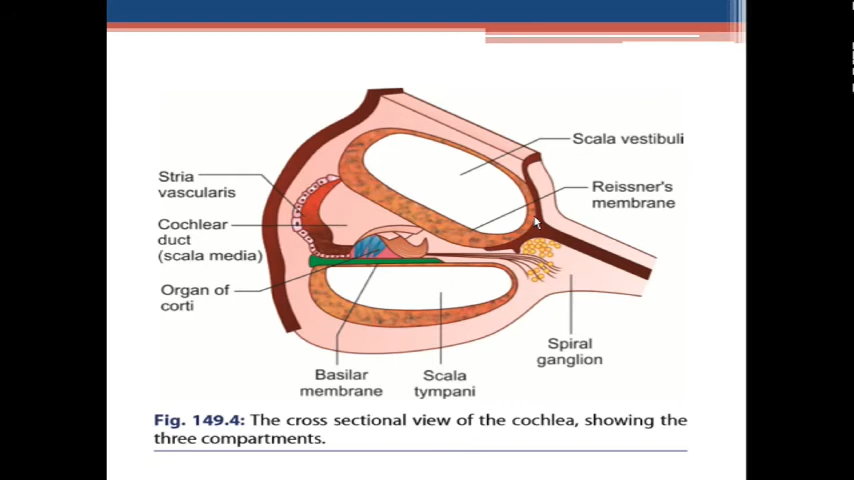 Scala vestibuli
Stria
vascularis
Reissner's
membrane
Cochlear
duct
(scala media)
Organ of
corti
Spiral
ganglion
Basilar
membrane
Scala
tympani
Fig. 149.4: The cross sectional view of the cochlea, showing the
three compartments.